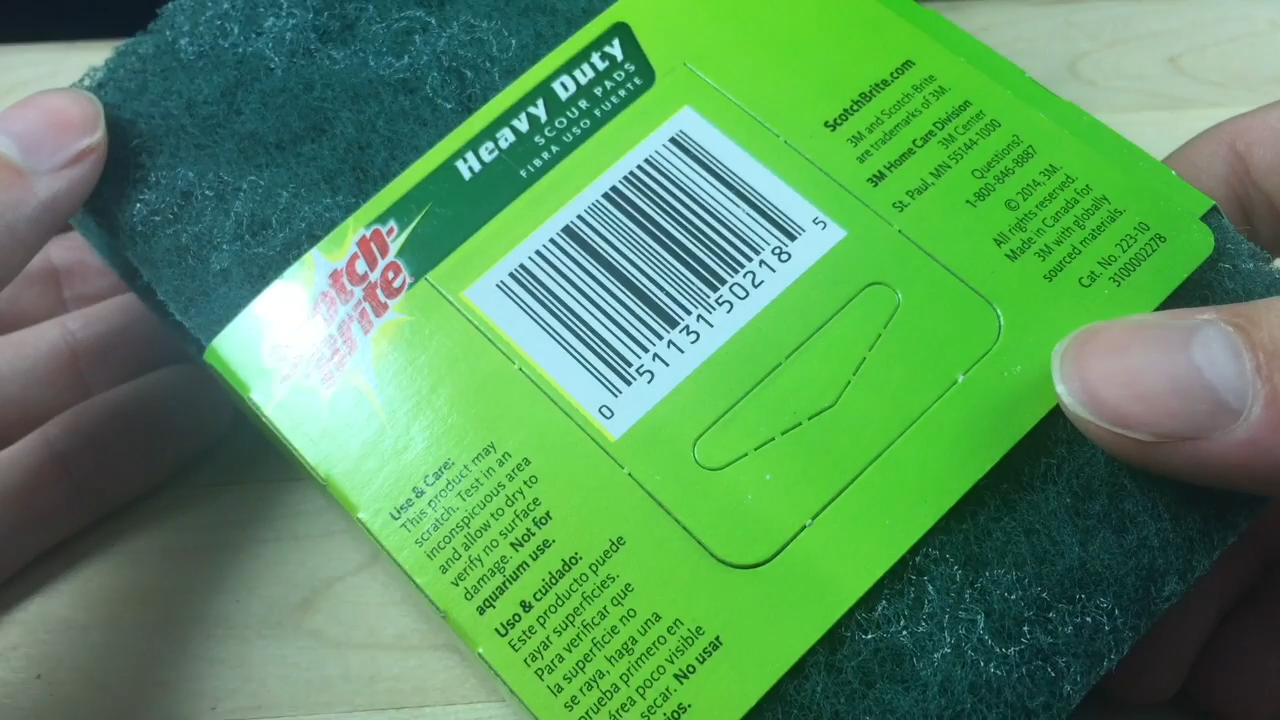 Heavy Duty
SCOUR PADS
FIBRA USO FUERTE
Scotch-
Brite
0 51131 50218 5
ScotchBrite.com
3M and Scotch-Brite
are trademarks of 3M.
3M Home Care Division
3M Center
St. Paul, MN 55144-1000
Questions?
1-800-846-8887
© 2014, 3M.
All rights reserved.
Made in Canada for
3M with globally
sourced materials.
Cat. No. 223-10
3100002278
Use & Care:
This product may
scratch. Test in an
inconspicuous area
and allow to dry to
verify no surface
damage. Not for
aquarium use.
Uso & cuidado:
Este producto puede
rayar superficies.
Para verificar que
la superficie no
se raya, haga una
prueba primero en
área poco visible
secar. No usar